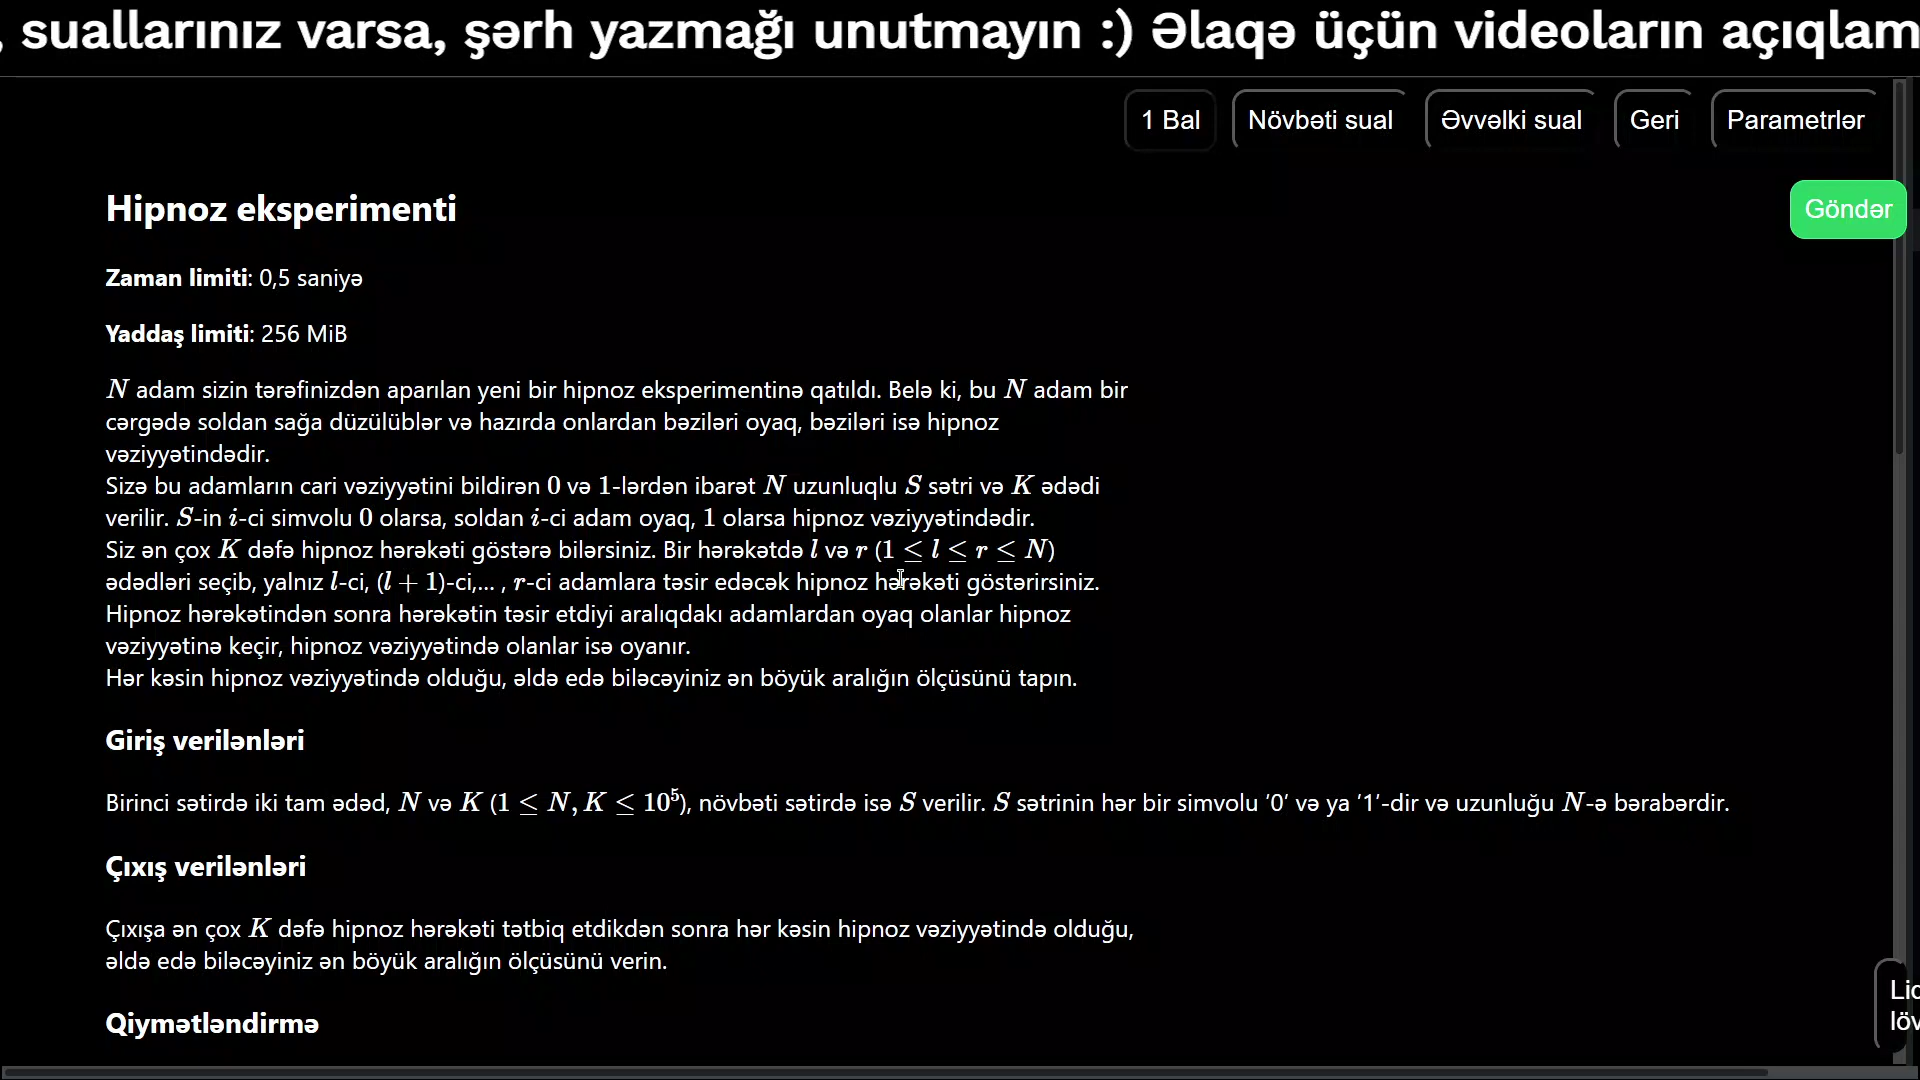 , suallarınız varsa, şərh yazmağı unutmayın :) Əlaqə üçün videoların açıqlam
1 Bal Növbəti sual Əvvəlki sual Geri Parametrlər
Hipnoz eksperimenti
Göndər
Zaman limiti: 0,5 saniyə
Yaddaş limiti: 256 MiB
N adam sizin tərəfinizdən aparılan yeni bir hipnoz eksperimentinə qatıldı. Belə ki, bu N adam bir
cərgədə soldan sağa düzülüblər və hazırda onlardan bəziləri oyaq, bəziləri isə hipnoz
vəziyyətindədir.
Sizə bu adamların cari vəziyyətini bildirən 0 və 1-lərdən ibarət N uzunluqlu S sətri və K ədədi
verilir. S-in i-ci simvolu 0 olarsa, soldan i-ci adam oyaq, 1 olarsa hipnoz vəziyyətindədir.
Siz ən çox K dəfə hipnoz hərəkəti göstərə bilərsiniz. Bir hərəkətdə l və r (1 ≤ l ≤ r ≤ N)
ədədləri seçib, yalnız l-ci, (l + 1)-ci,... , r-ci adamlara təsir edəcək hipnoz hərəkəti göstərirsiniz.
Hipnoz hərəkətindən sonra hərəkətin təsir etdiyi aralıqdakı adamlardan oyaq olanlar hipnoz
vəziyyətinə keçir, hipnoz vəziyyətində olanlar isə oyanır.
Hər kəsin hipnoz vəziyyətində olduğu, əldə edə biləcəyiniz ən böyük aralığın ölçüsünü tapın.
Giriş verilənləri
Birinci sətirdə iki tam ədəd, N və K (1 ≤ N, K ≤ 10⁵), növbəti sətirdə isə S verilir. S sətrinin hər bir simvolu '0' və ya '1'-dir və uzunluğu N-ə bərabərdir.
Çıxış verilənləri
Çıxışa ən çox K dəfə hipnoz hərəkəti tətbiq etdikdən sonra hər kəsin hipnoz vəziyyətində olduğu,
əldə edə biləcəyiniz ən böyük aralığın ölçüsünü verin.
Qiymətləndirmə